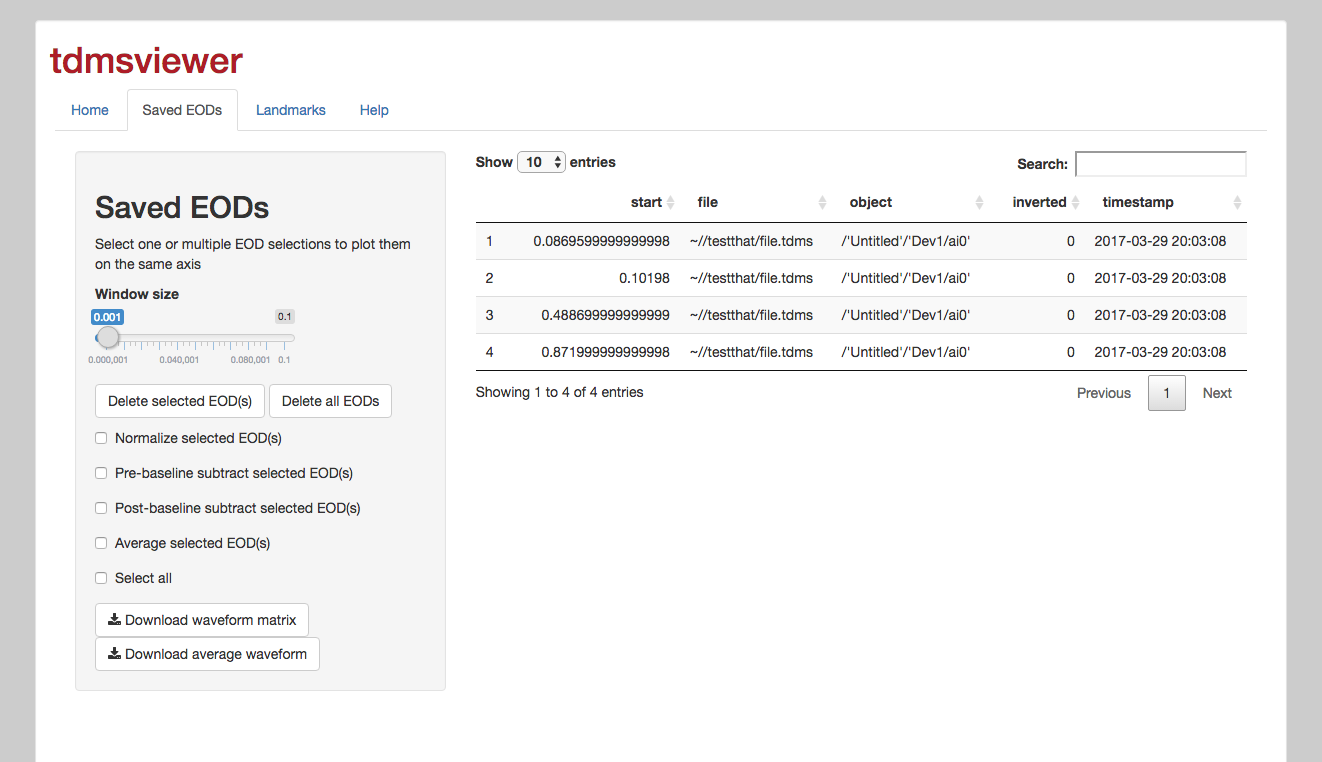 tdmsviewer
Home Saved EODs Landmarks Help
Saved EODs
Select one or multiple EOD selections to plot them
on the same axis
Window size
0.001 0.1
0.000,001 0.040,001 0.080,001 0.1
Delete selected EOD(s) Delete all EODs
Normalize selected EOD(s)
Pre-baseline subtract selected EOD(s)
Post-baseline subtract selected EOD(s)
Average selected EOD(s)
Select all
Download waveform matrix
Download average waveform
Show 10 entries Search:
start file object inverted timestamp
1 0.0869599999999998 ~//testthat/file.tdms /'Untitled'/'Dev1/ai0' 0 2017-03-29 20:03:08
2 0.10198 ~//testthat/file.tdms /'Untitled'/'Dev1/ai0' 0 2017-03-29 20:03:08
3 0.488699999999999 ~//testthat/file.tdms /'Untitled'/'Dev1/ai0' 0 2017-03-29 20:03:08
4 0.871999999999998 ~//testthat/file.tdms /'Untitled'/'Dev1/ai0' 0 2017-03-29 20:03:08
Showing 1 to 4 of 4 entries Previous 1 Next